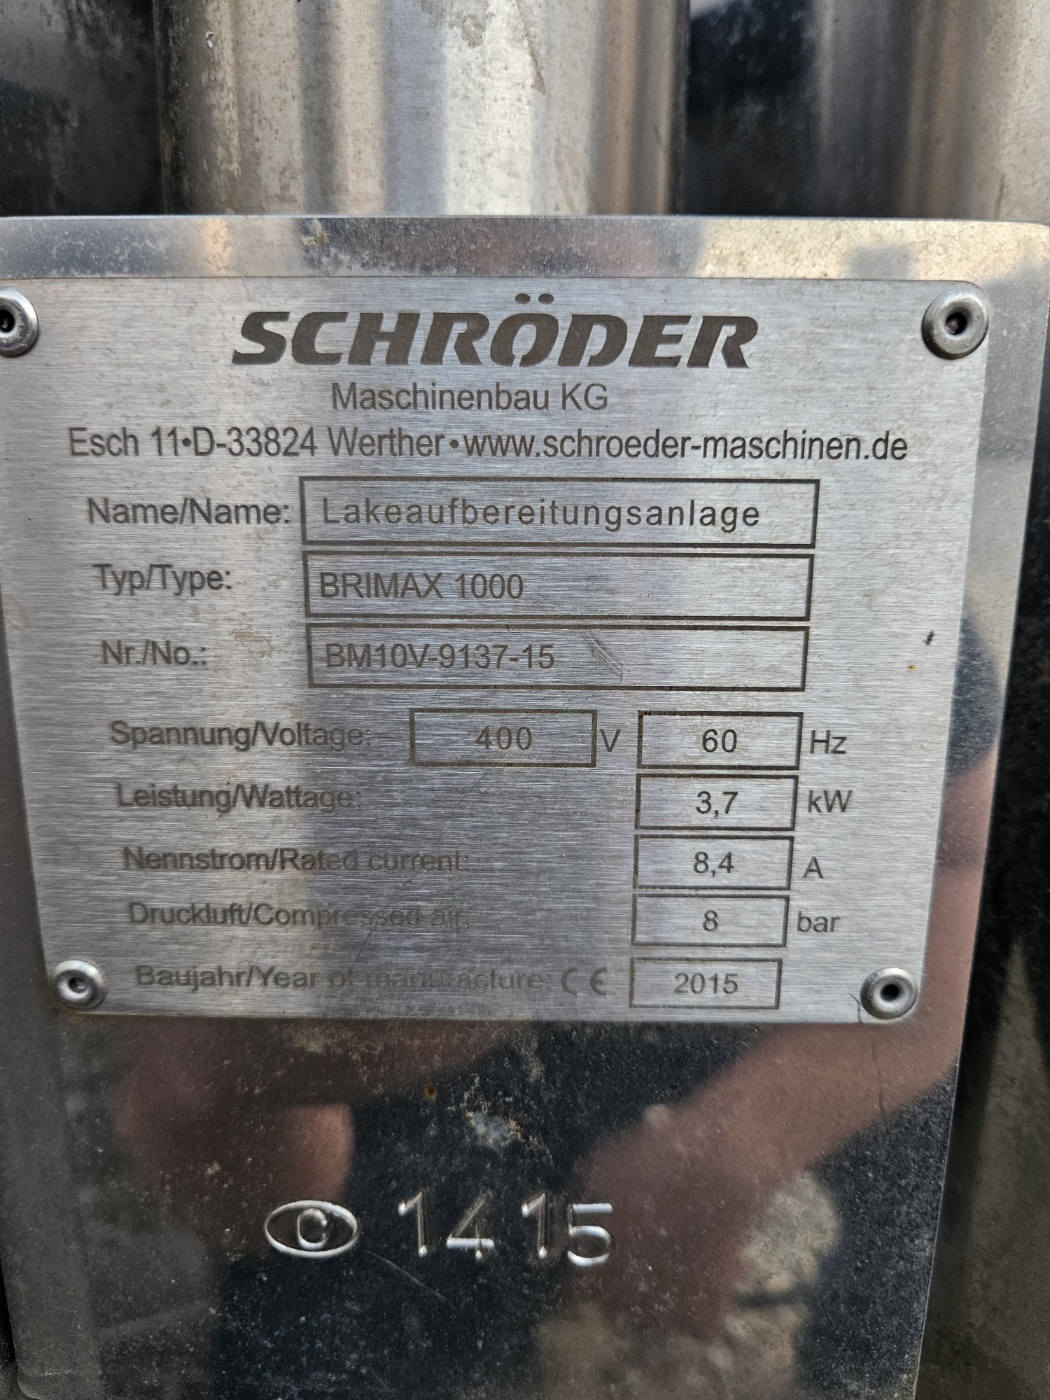 SCHRÖDER
Maschinenbau KG
Esch 11•D-33824 Werther•www.schroeder-maschinen.de
Name/Name: Lakeaufbereitungsanlage
Typ/Type: BRIMAX 1000
Nr./No.: BM10V-9137-15
Spannung/Voltage: 400 V 60 Hz
Leistung/Wattage: 3,7 kW
Nennstrom/Rated current: 8,4 A
Druckluft/Compressed air: 8 bar
Baujahr/Year of manufacture: CE 2015
C 1415